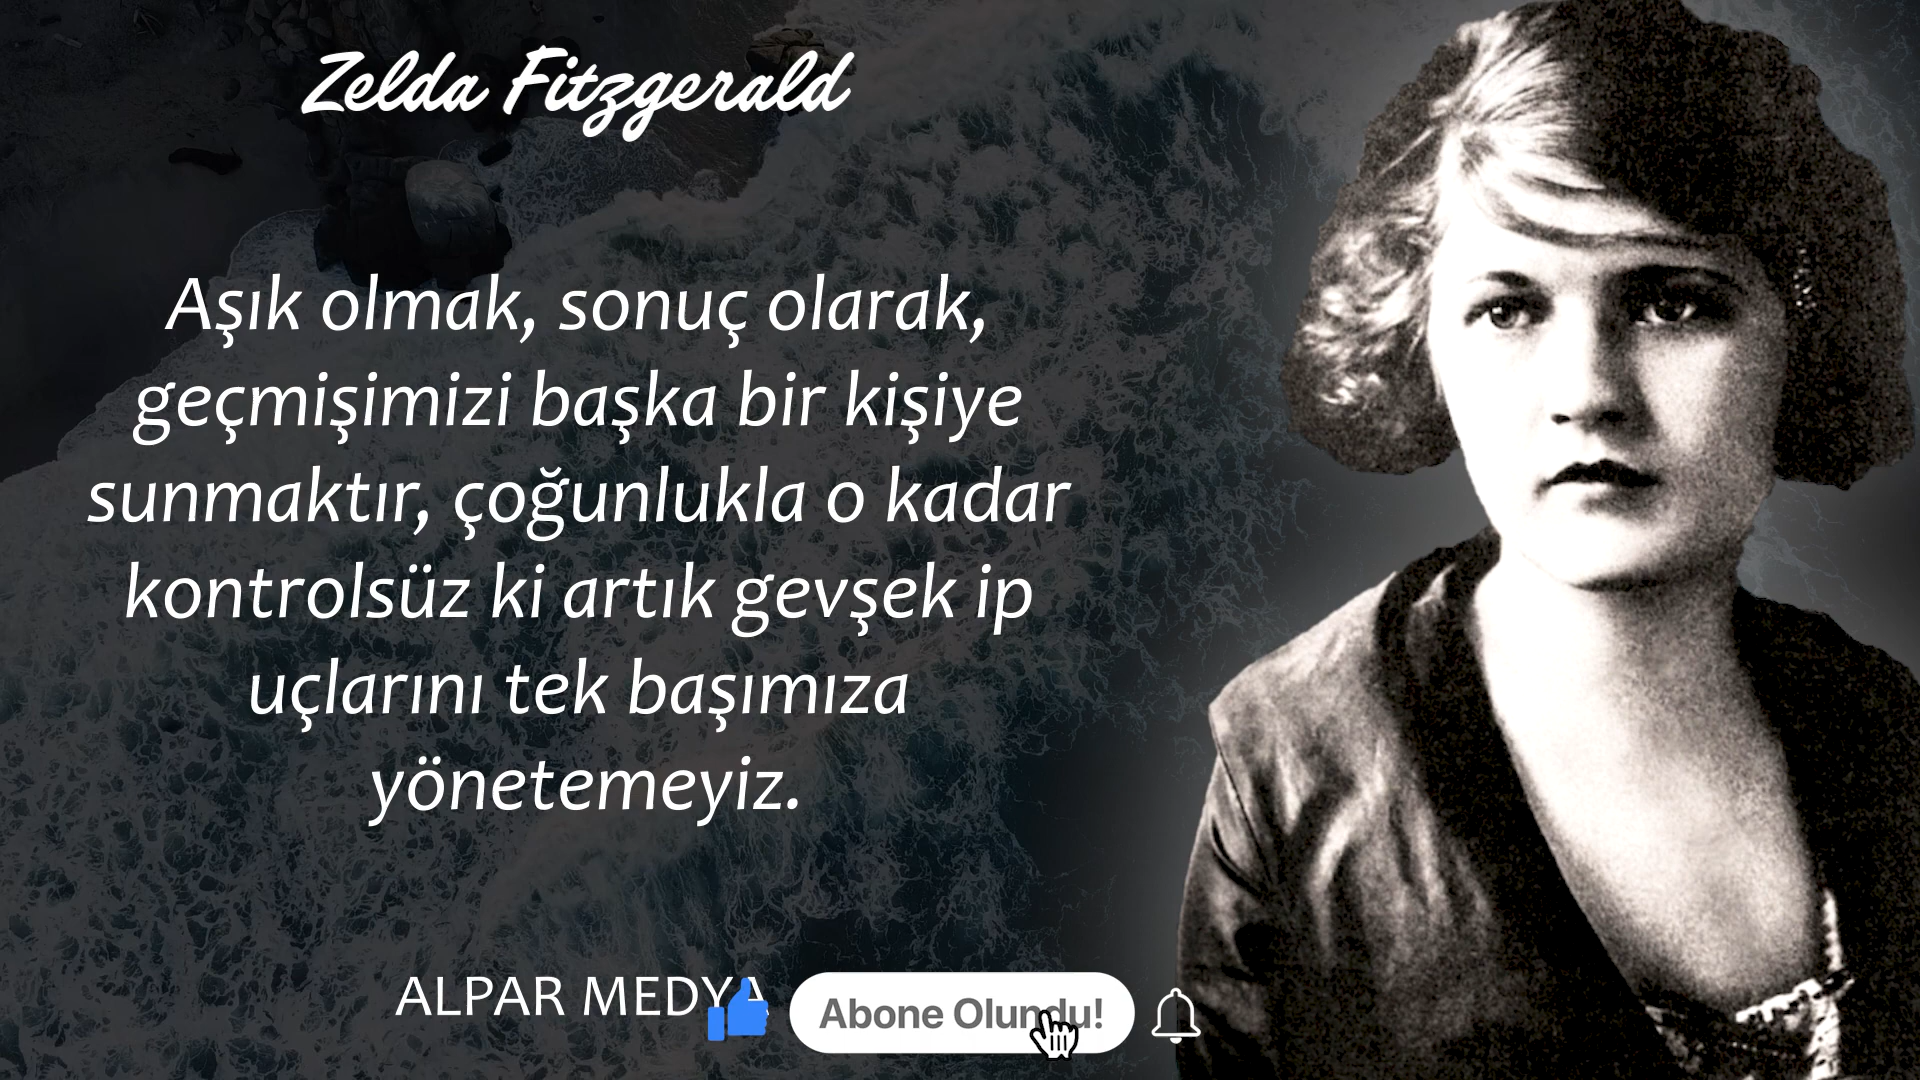 Zelda Fitzgerald
Aşık olmak, sonuç olarak,
geçmişimizi başka bir kişiye
sunmaktır, çoğunlukla o kadar
kontrolsüz ki artık gevşek ip
uçlarını tek başımıza
yönetemeyiz.
ALPAR MEDYA
Abone Olundu!